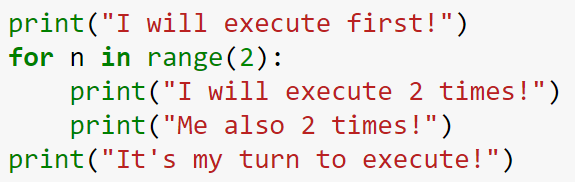 print("I will execute first!")
for n in range(2):
    print("I will execute 2 times!")
    print("Me also 2 times!")
print("It's my turn to execute!")